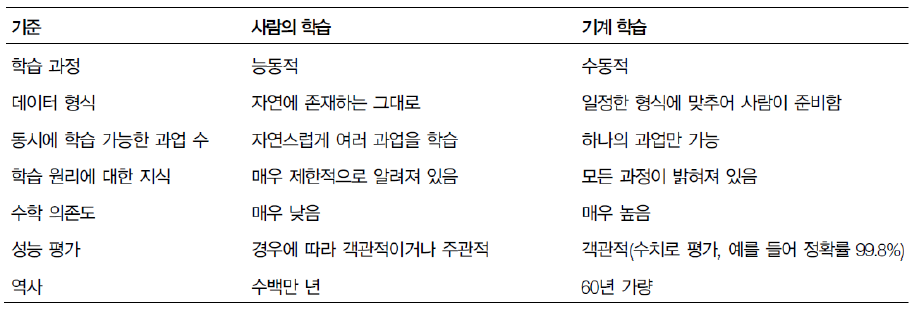 기준 사람의 학습 기계 학습
학습 과정 능동적 수동적
데이터 형식 자연에 존재하는 그대로 일정한 형식에 맞추어 사람이 준비함
동시에 학습 가능한 과업 수 자연스럽게 여러 과업을 학습 하나의 과업만 가능
학습 원리에 대한 지식 매우 제한적으로 알려져 있음 모든 과정이 밝혀져 있음
수학 의존도 매우 낮음 매우 높음
성능 평가 경우에 따라 객관적이거나 주관적 객관적(수치로 평가, 예를 들어 정확률 99.8%)
역사 수백만 년 60년 가량